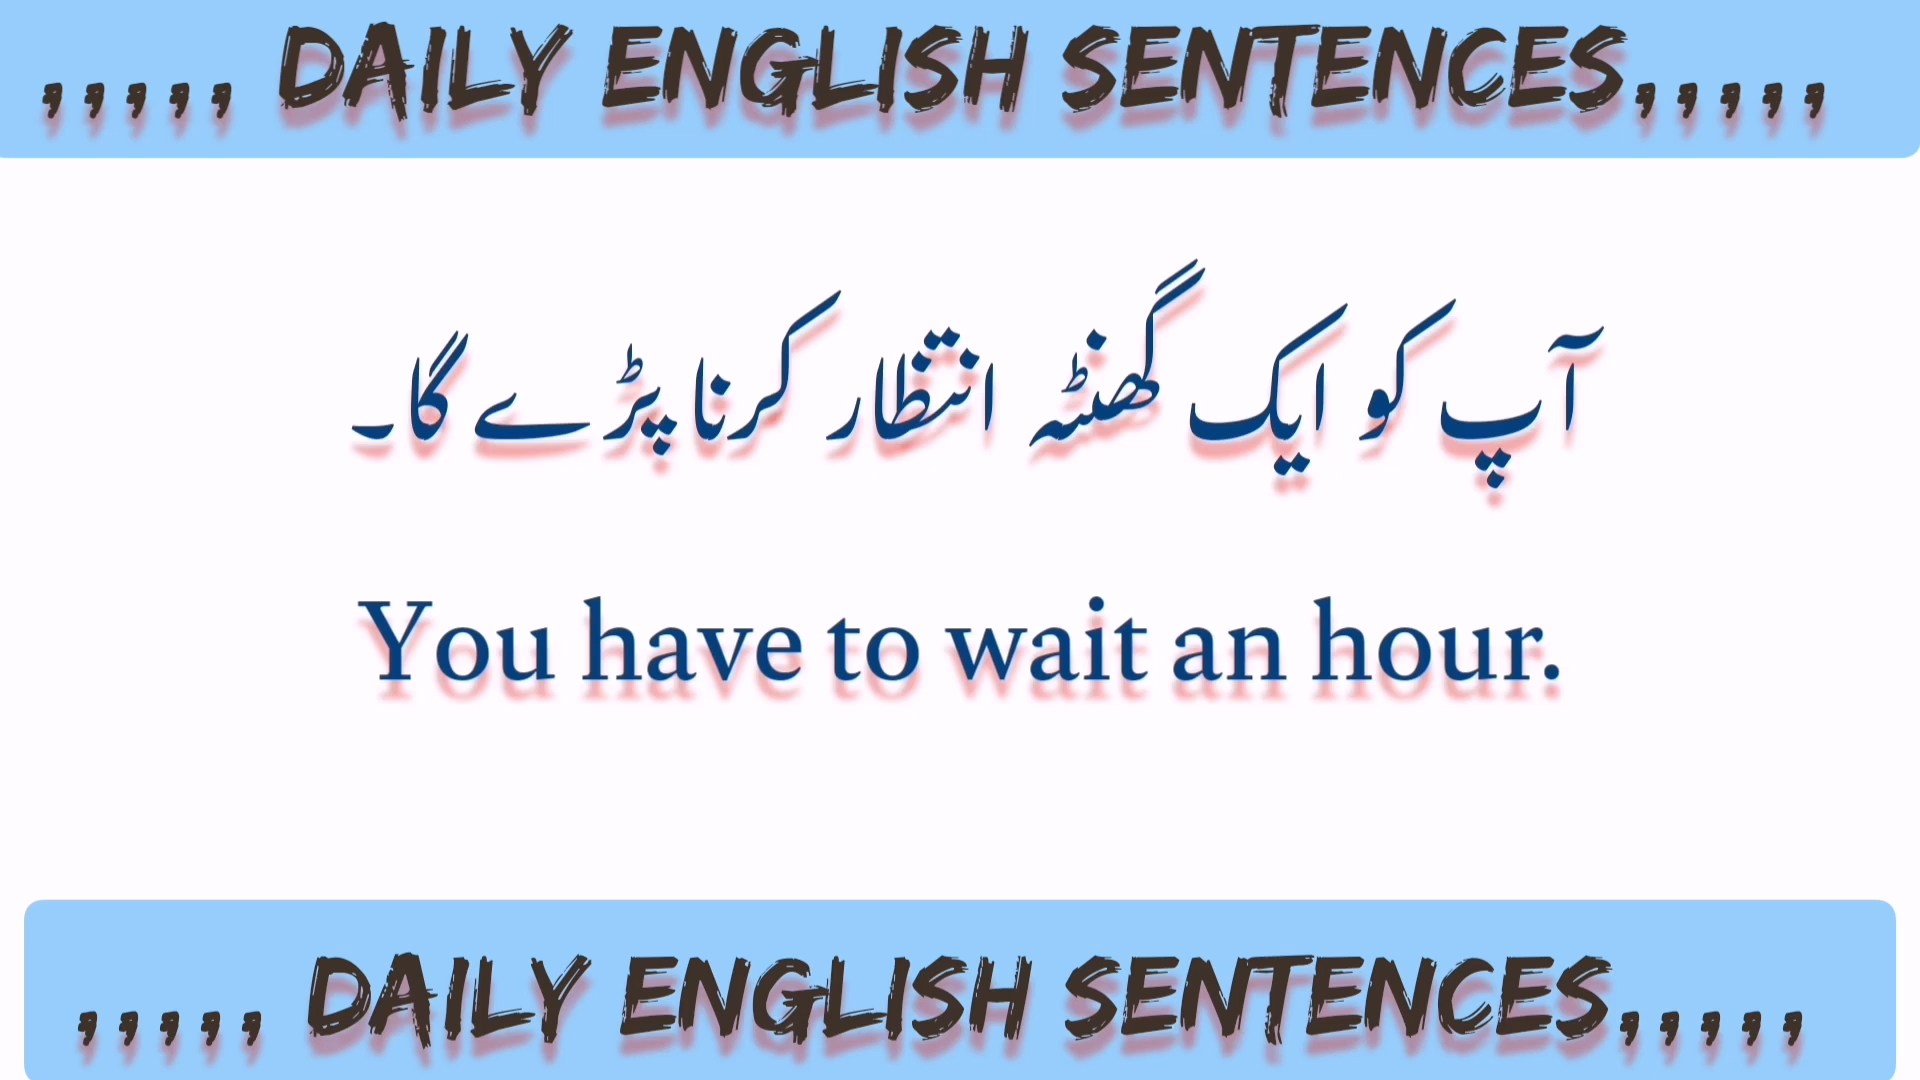 ,,,,, DAILY ENGLISH SENTENCES,,,,,
آپ کو ایک گھنٹہ انتظار کرنا پڑے گا۔
You have to wait an hour.
,,,,, DAILY ENGLISH SENTENCES,,,,,